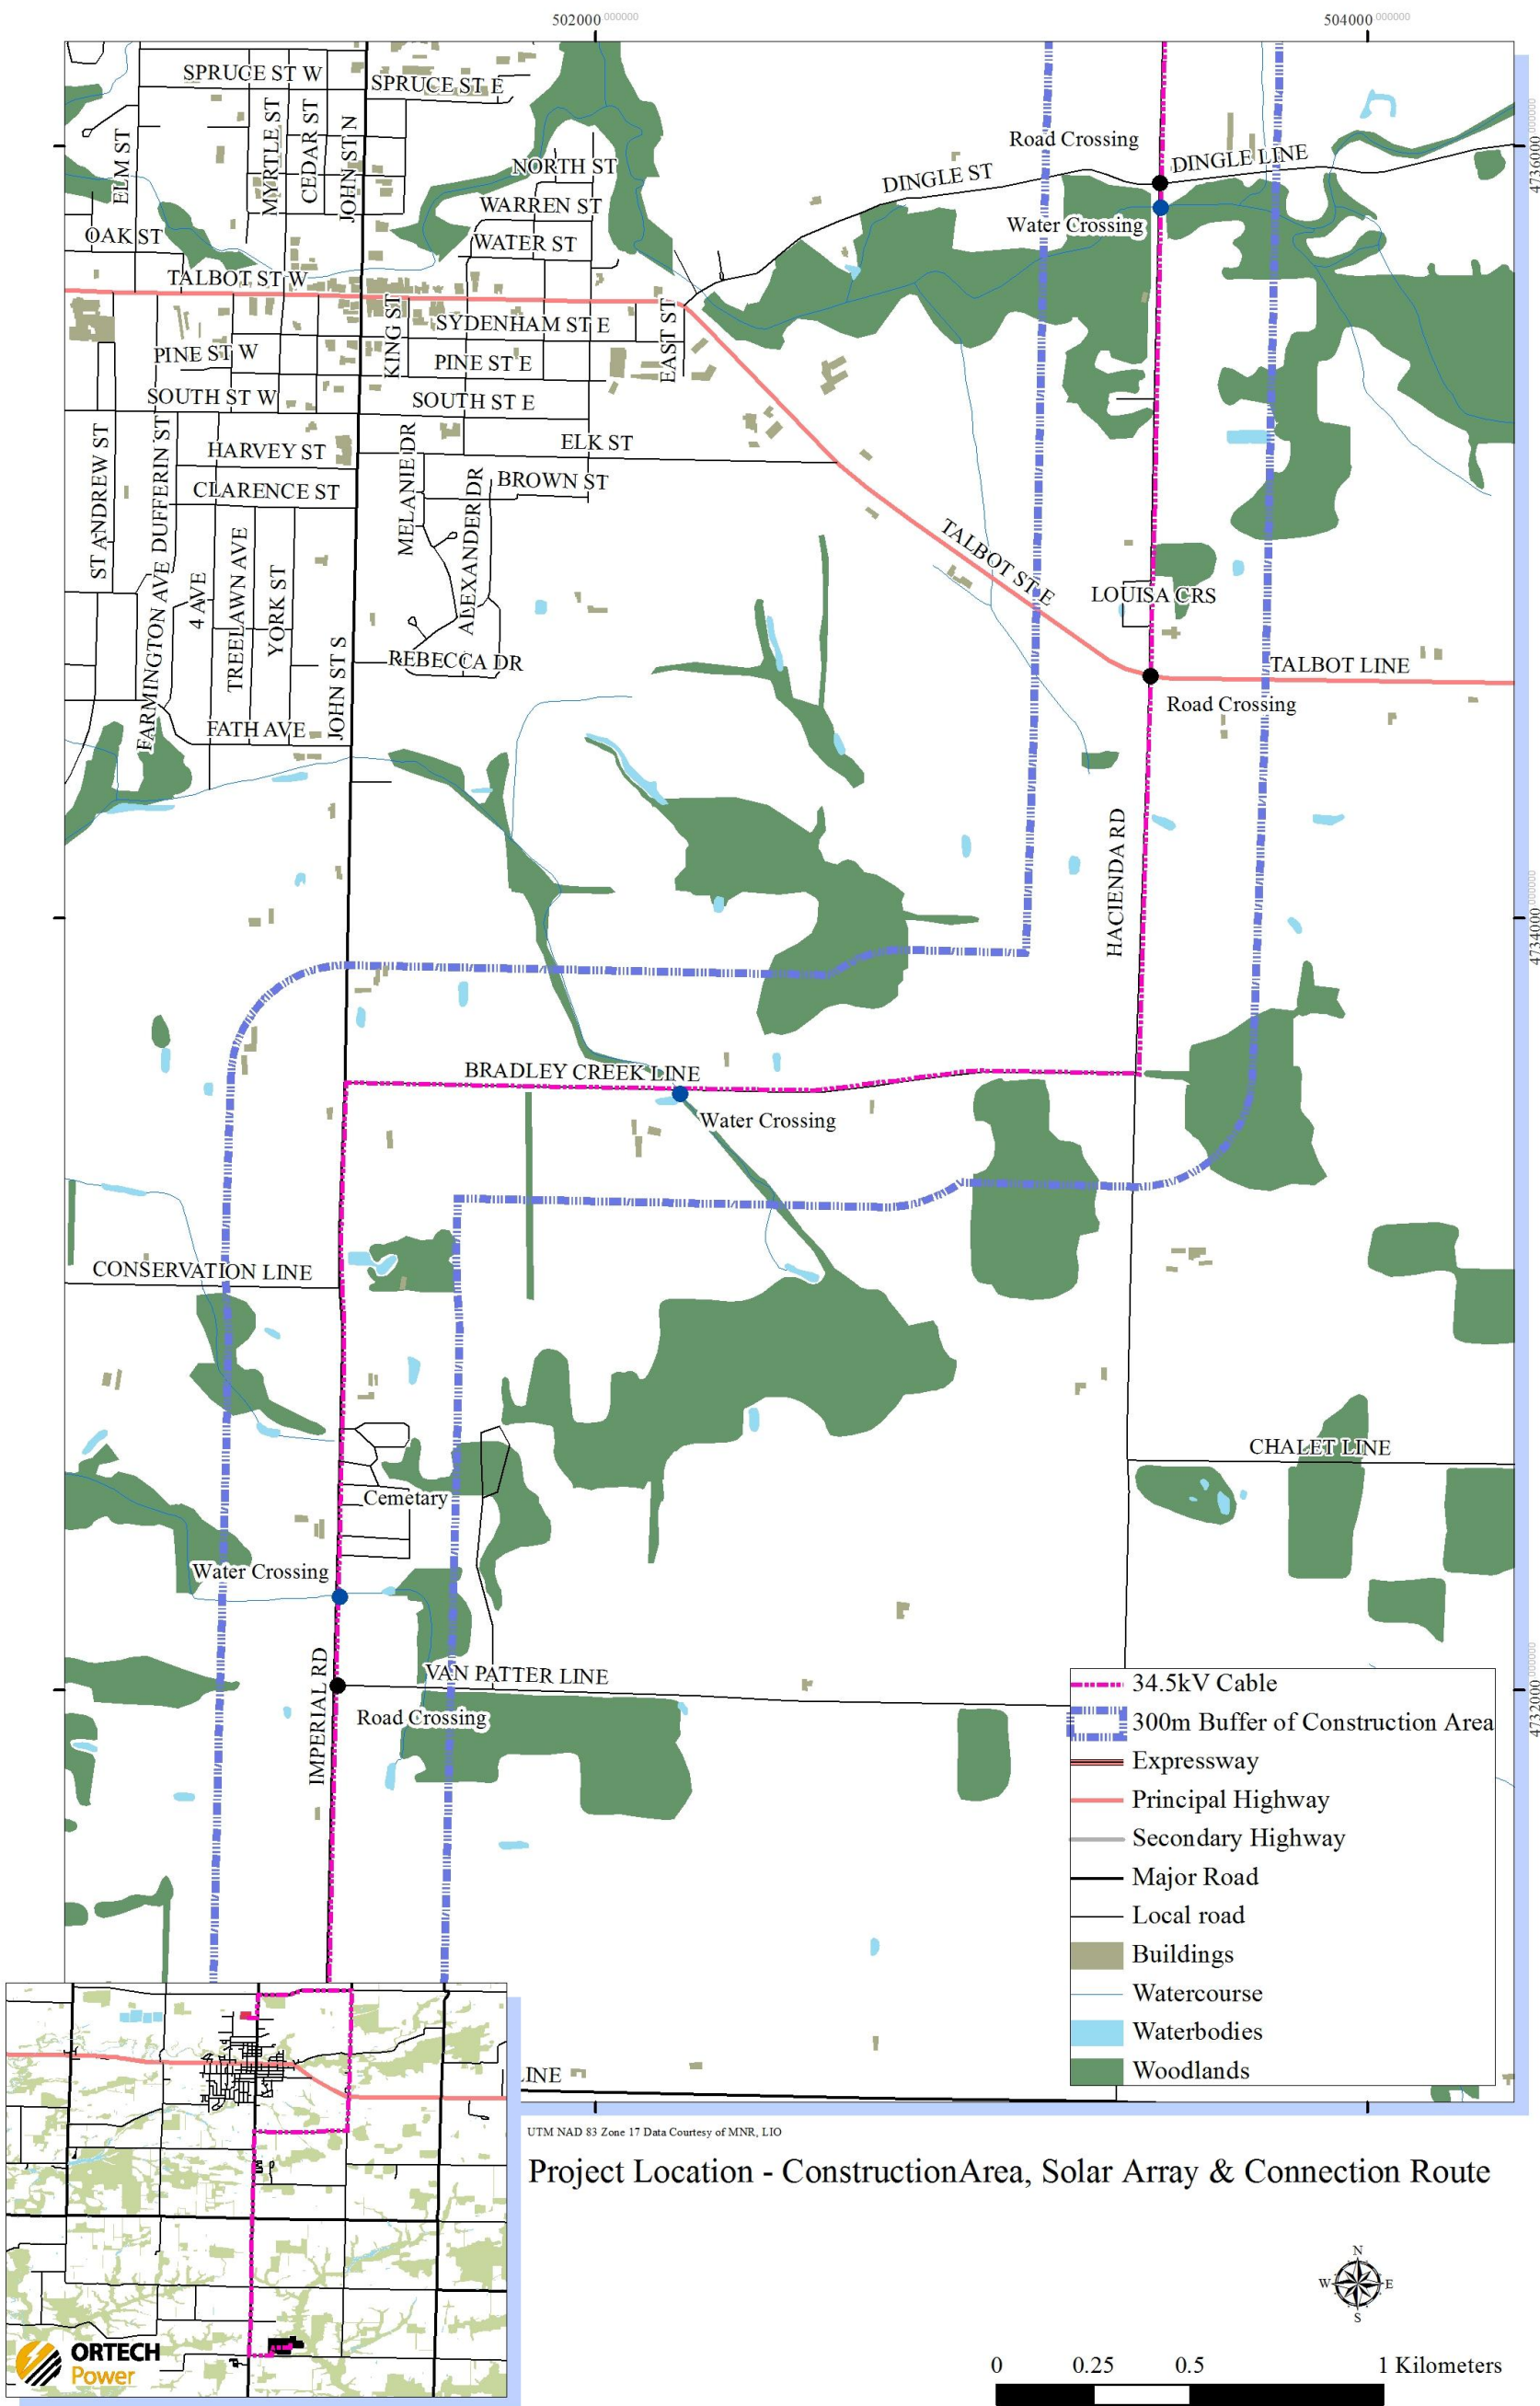 502000 000000
504000 000000
SPRUCE ST W
SPRUCE ST E
ELM ST
MYRTLE ST
CEDAR ST
JOHN ST N
NORTH ST
WARREN ST
WATER ST
OAK ST
TALBOT ST W
Road Crossing
DINGLE ST
DINGLE LINE
Water Crossing
4736000 000000
KING ST
SYDENHAM ST E
EAST ST
PINE ST W
PINE ST E
SOUTH ST W
SOUTH ST E
ELK ST
HARVEY ST
CLARENCE ST
BROWN ST
ST ANDREW ST
DUFFERIN ST
FARMINGTON AVE
4 AVE
TREELAWN AVE
YORK ST
MELANIE DR
ALEXANDER DR
JOHN ST S
REBECCA DR
FATH AVE
TALBOT ST E
LOUISA CRS
TALBOT LINE
Road Crossing
HACIENDA RD
4734000 000000
BRADLEY CREEK LINE
Water Crossing
CONSERVATION LINE
CHALET LINE
Cemetary
Water Crossing
IMPERIAL RD
VAN PATTER LINE
Road Crossing
4732000 000000
34.5kV Cable
300m Buffer of Construction Area
Expressway
Principal Highway
Secondary Highway
Major Road
Local road
Buildings
Watercourse
Waterbodies
Woodlands
LINE
UTM NAD 83 Zone 17 Data Courtesy of MNR, LIO
Project Location - ConstructionArea, Solar Array & Connection Route
N
W E
S
ORTECH
Power
0 0.25 0.5 1 Kilometers